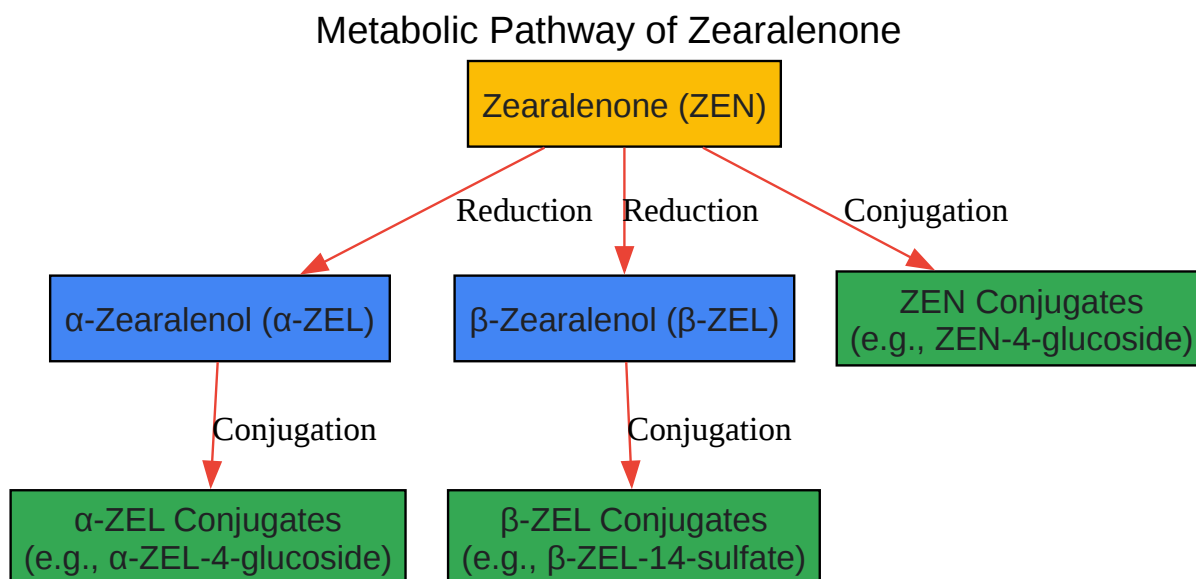 Metabolic Pathway of Zearalenone
Zearalenone (ZEN)
Reduction
Reduction
Conjugation
α-Zearalenol (α-ZEL)
β-Zearalenol (β-ZEL)
ZEN Conjugates
(e.g., ZEN-4-glucoside)
Conjugation
Conjugation
α-ZEL Conjugates
(e.g., α-ZEL-4-glucoside)
β-ZEL Conjugates
(e.g., β-ZEL-14-sulfate)